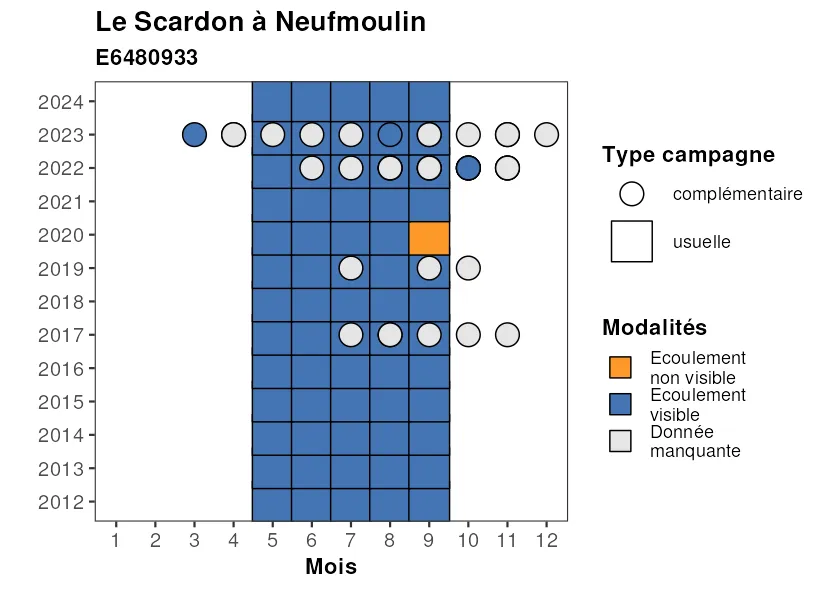 Le Scardon à Neufmoulin
E6480933
2024
2023
2022
2021
2020
2019
2018
2017
2016
2015
2014
2013
2012
1 2 3 4 5 6 7 8 9 10 11 12
Mois
Type campagne
complémentaire
usuelle
Modalités
Ecoulement
non visible
Ecoulement
visible
Donnée
manquante